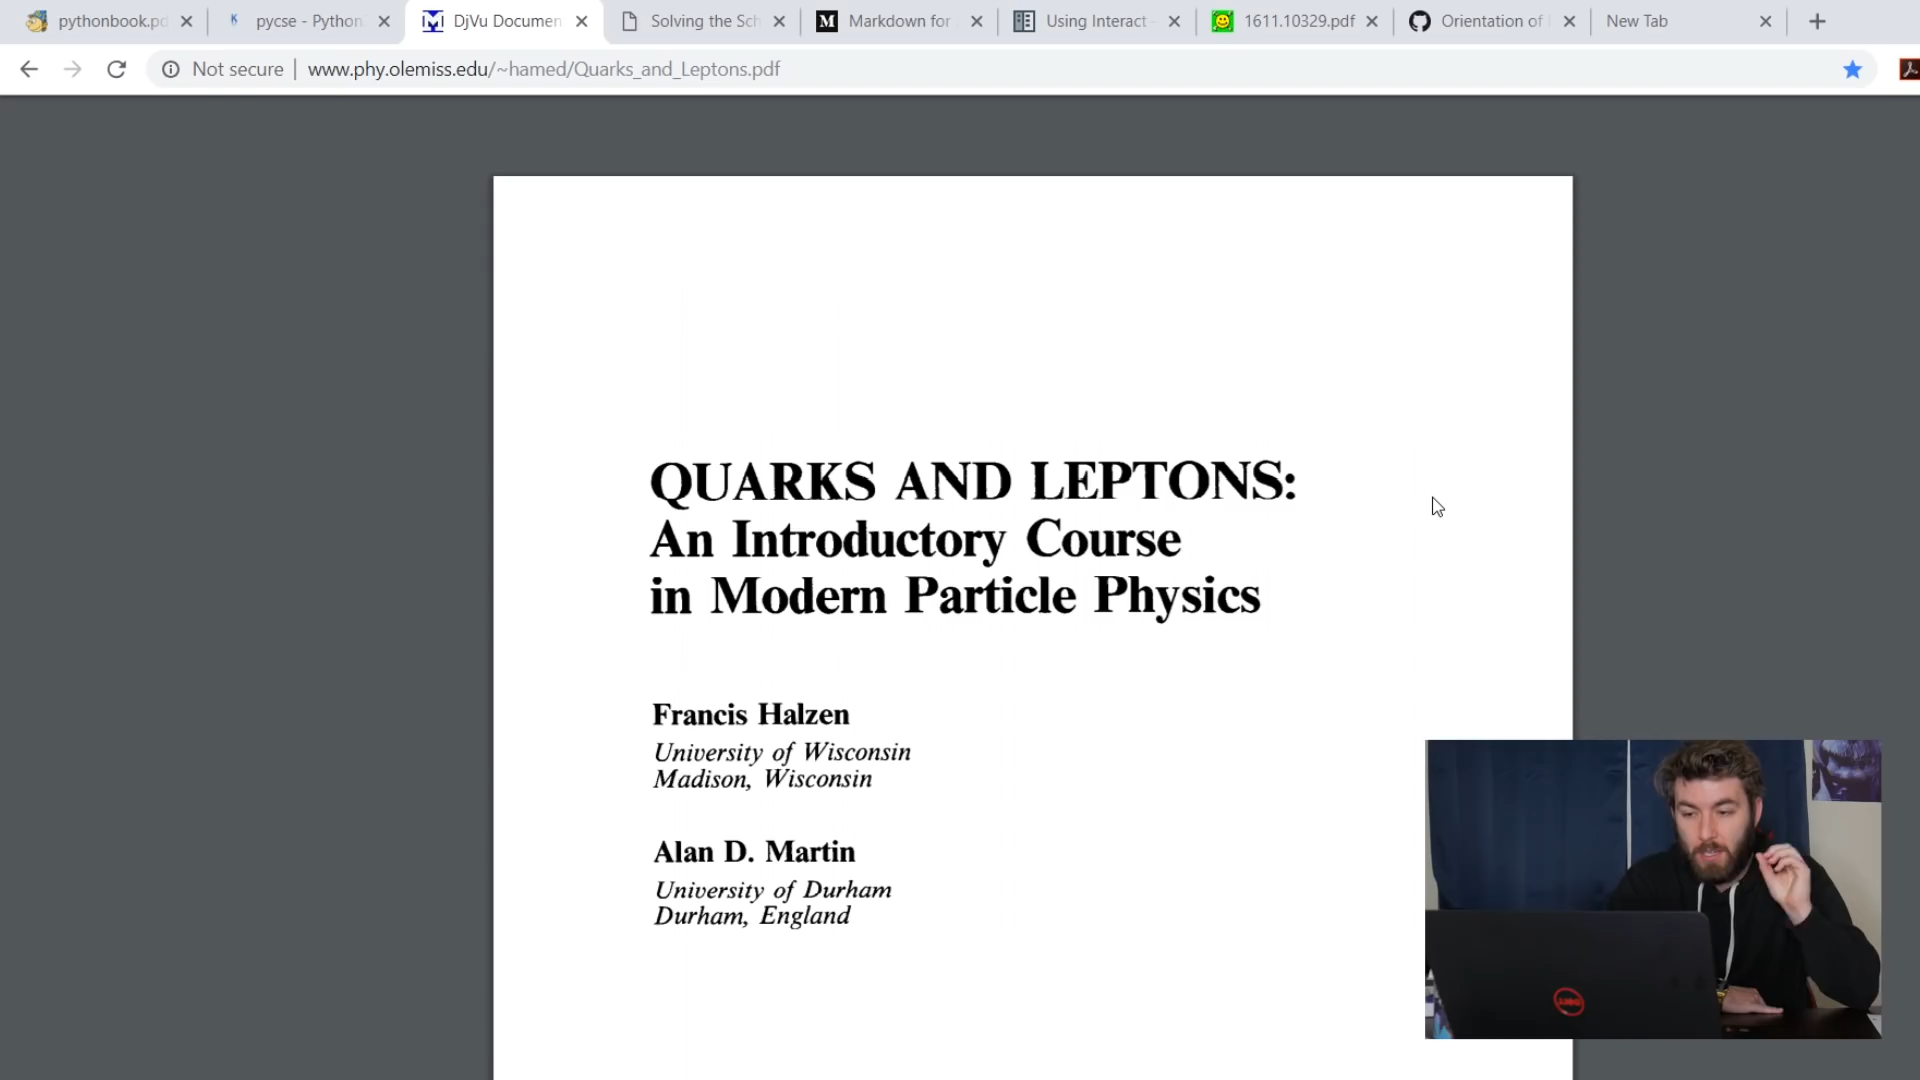 pythonbook.pd
pycse - Python
DjVu Documen
Solving the Sch
Markdown for
Using Interact
1611.10329.pdf
Orientation of
New Tab
Not secure
www.phy.olemiss.edu/~hamed/Quarks_and_Leptons.pdf
QUARKS AND LEPTONS:
An Introductory Course
in Modern Particle Physics
Francis Halzen
University of Wisconsin
Madison, Wisconsin
Alan D. Martin
University of Durham
Durham, England
DELL